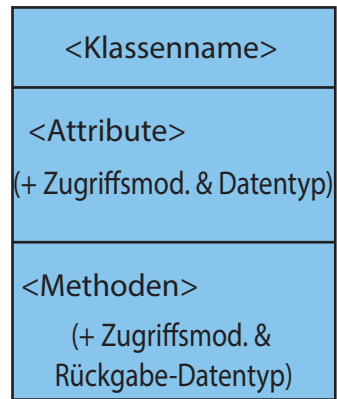 <Klassenname>
<Attribute>
(+ Zugriffsmod. & Datentyp)
<Methoden>
(+ Zugriffsmod. &
Rückgabe-Datentyp)